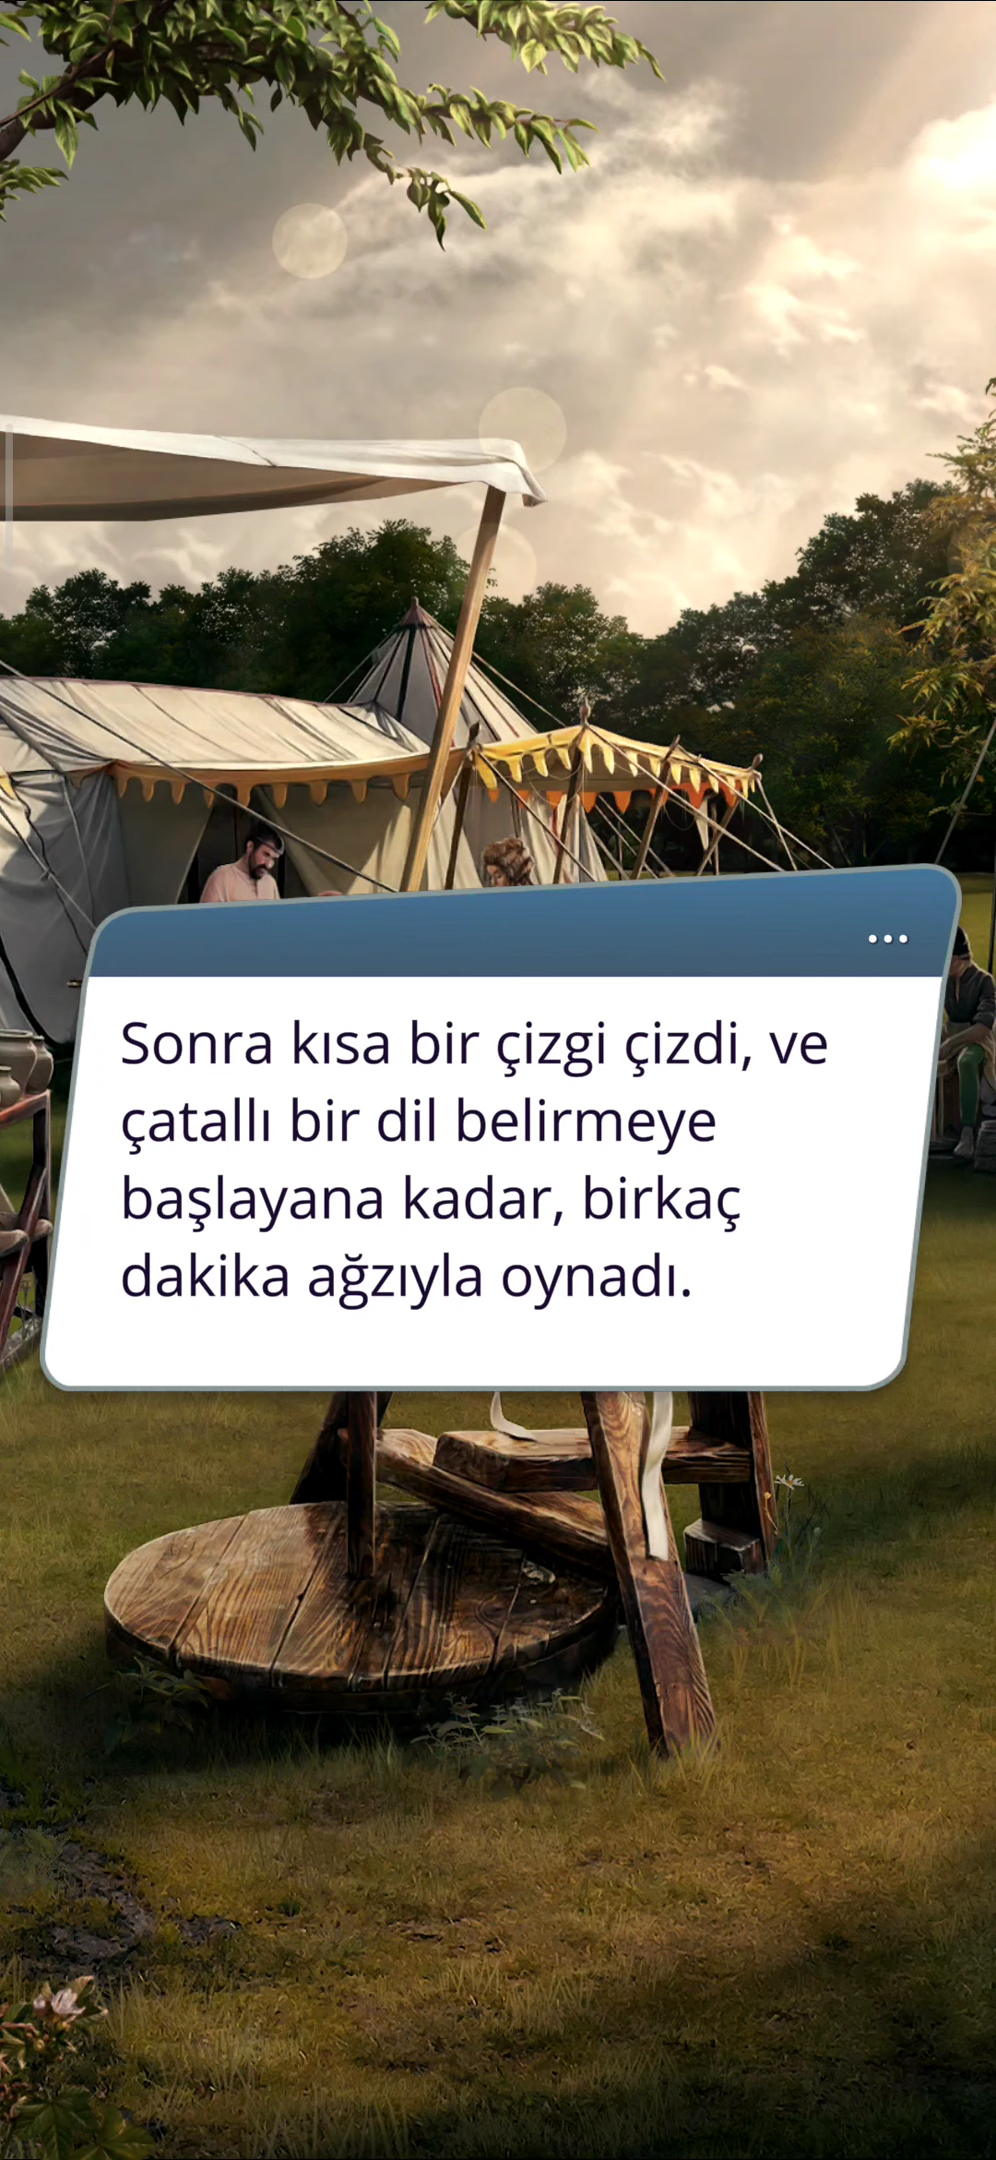 Sonra kısa bir çizgi çizdi, ve
çatallı bir dil belirmeye
başlayana kadar, birkaç
dakika ağzıyla oynadı.